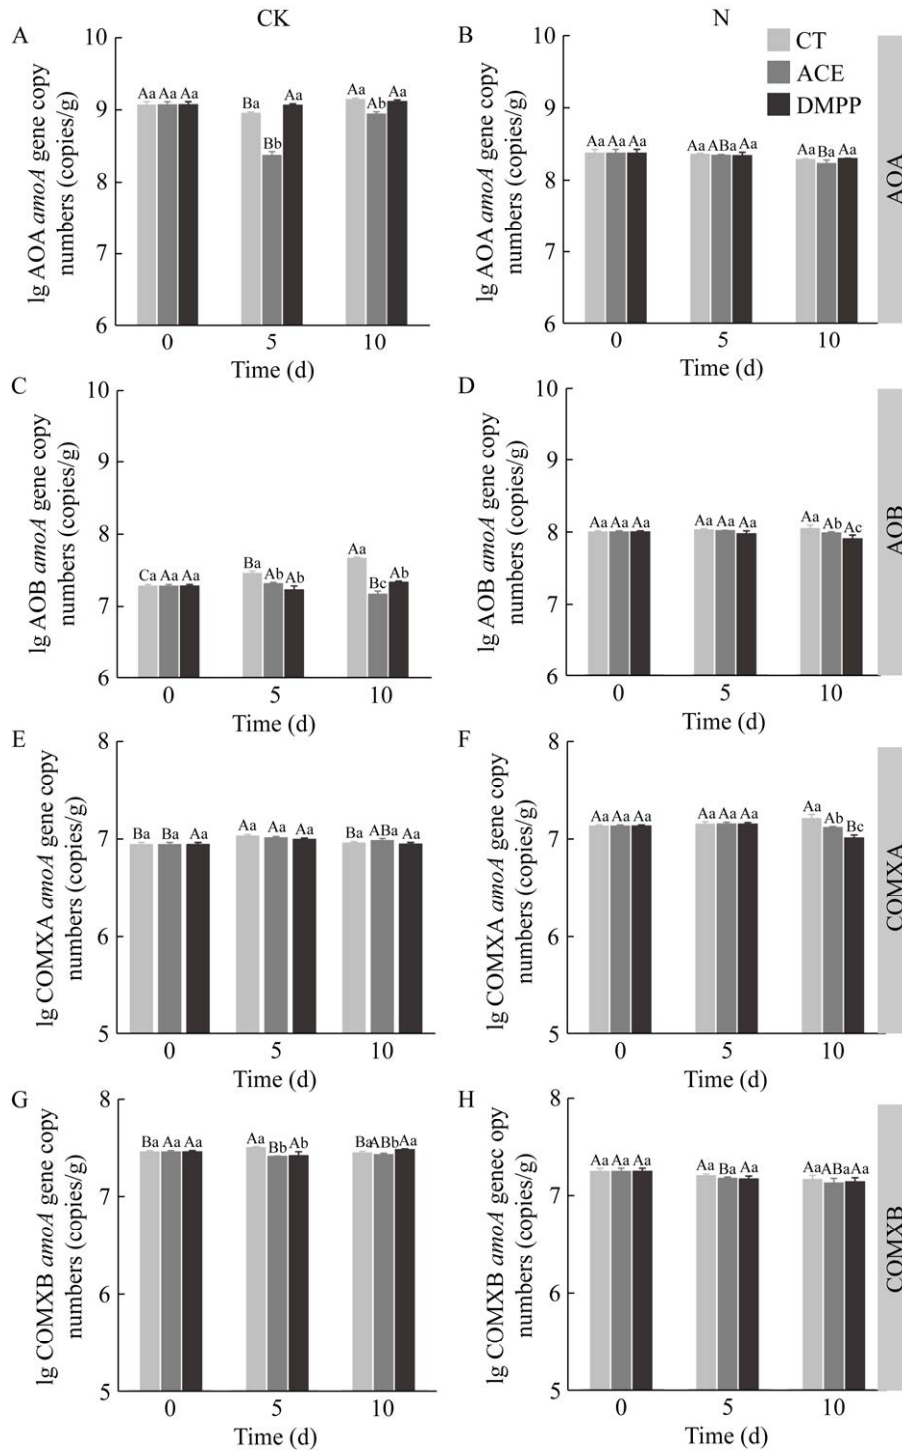 CK
N
A
10
9
8
7
6
lg AOA amoA gene copy
numbers (copies/g)
Aa Aa Aa
Ba
Bb
Aa
Aa
Ab
Aa
0
5
10
Time (d)
B
10
9
8
7
6
lg AOA amoA gene copy
numbers (copies/g)
CT
ACE
DMPP
Aa Aa Aa
Aa ABa Aa
Aa Ba Aa
0
5
10
Time (d)
AOA
C
10
9
8
7
6
lg AOB amoA gene copy
numbers (copies/g)
Ca Aa Aa
Ba
Ab Ab
Aa
Bc
Ab
0
5
10
Time (d)
D
10
9
8
7
6
lg AOB amoA gene copy
numbers (copies/g)
Aa Aa Aa
Aa Aa Aa
Aa
Ab
Ac
0
5
10
Time (d)
AOB
E
8
7
6
5
lg COMXA amoA gene copy
numbers (copies/g)
Ba Ba Aa
Aa Aa Aa
Ba ABa Aa
0
5
10
Time (d)
F
8
7
6
5
lg COMXA amoA gene copy
numbers (copies/g)
Aa Aa Aa
Aa Aa Aa
Aa
Ab
Bc
0
5
10
Time (d)
COMXA
G
8
7
6
5
lg COMXB amoA gene copy
numbers (copies/g)
Ba Aa Aa
Aa
Bb Ab
Ba ABb Aa
0
5
10
Time (d)
H
8
7
6
5
lg COMXB amoA genec opy
numbers (copies/g)
Aa Aa Aa
Aa Ba Aa
Aa ABa Aa
0
5
10
Time (d)
COMXB